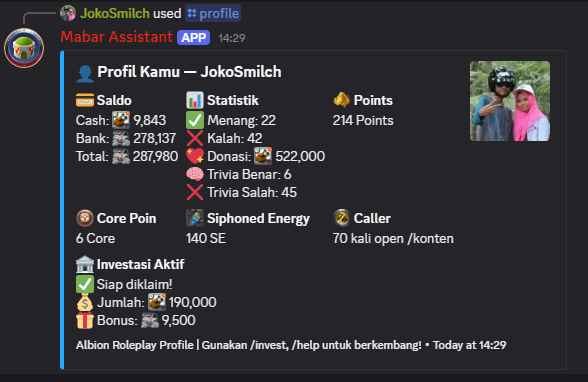 JokoSmilch used profile
Mabar Assistant APP 14:29
Profil Kamu — JokoSmilch
Saldo
Cash: 9,843
Bank: 278,137
Total: 287,980
Statistik
Menang: 22
Kalah: 42
Donasi: 522,000
Trivia Benar: 6
Trivia Salah: 45
Points
214 Points
Core Poin
6 Core
Siphoned Energy
140 SE
Caller
70 kali open /konten
Investasi Aktif
Siap diklaim!
Jumlah: 190,000
Bonus: 9,500
Albion Roleplay Profile | Gunakan /invest, /help untuk berkembang! • Today at 14:29